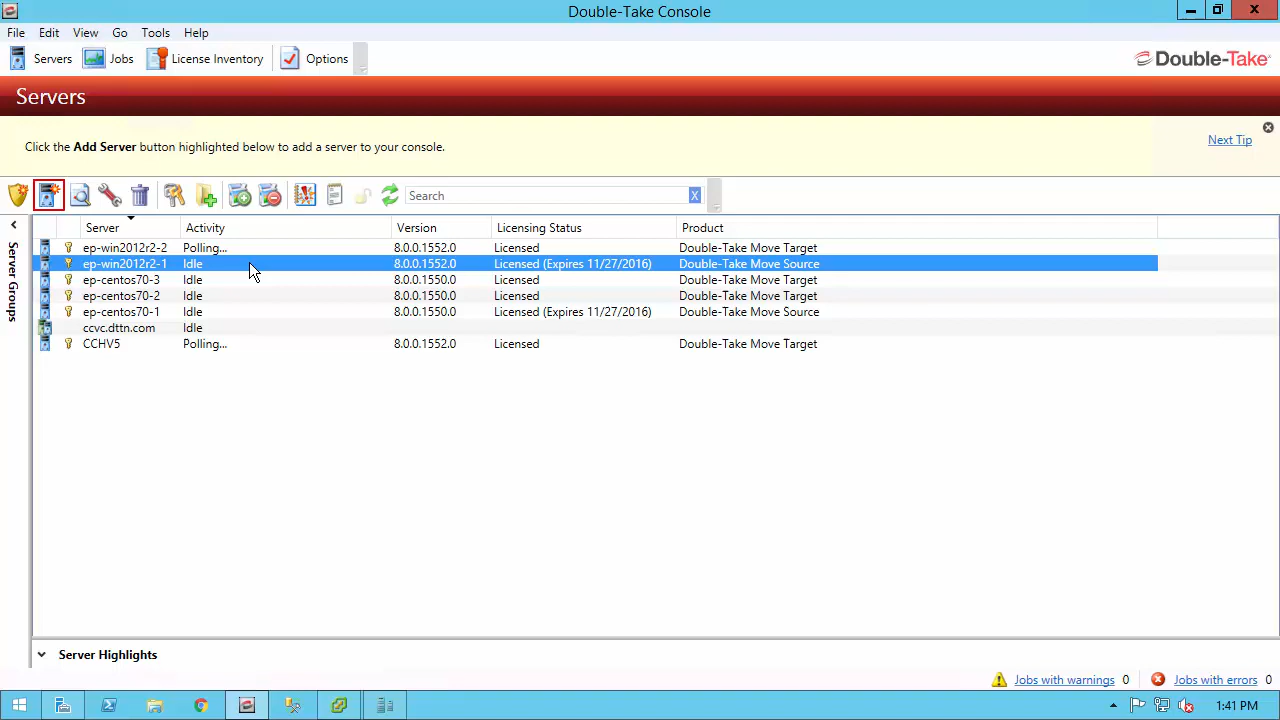 Double-Take Console
File Edit View Go Tools Help
Servers Jobs License Inventory Options
Double-Take
Servers
Click the Add Server button highlighted below to add a server to your console.
Next Tip
Search X
Server Groups
Server Activity Version Licensing Status Product
ep-win2012r2-2 Polling... 8.0.0.1552.0 Licensed Double-Take Move Target
ep-win2012r2-1 Idle 8.0.0.1552.0 Licensed (Expires 11/27/2016) Double-Take Move Source
ep-centos70-3 Idle 8.0.0.1550.0 Licensed Double-Take Move Target
ep-centos70-2 Idle 8.0.0.1550.0 Licensed Double-Take Move Target
ep-centos70-1 Idle 8.0.0.1550.0 Licensed (Expires 11/27/2016) Double-Take Move Source
ccvc.dttn.com Idle
CCHV5 Polling... 8.0.0.1552.0 Licensed Double-Take Move Target
Server Highlights
Jobs with warnings 0 Jobs with errors 0
1:41 PM